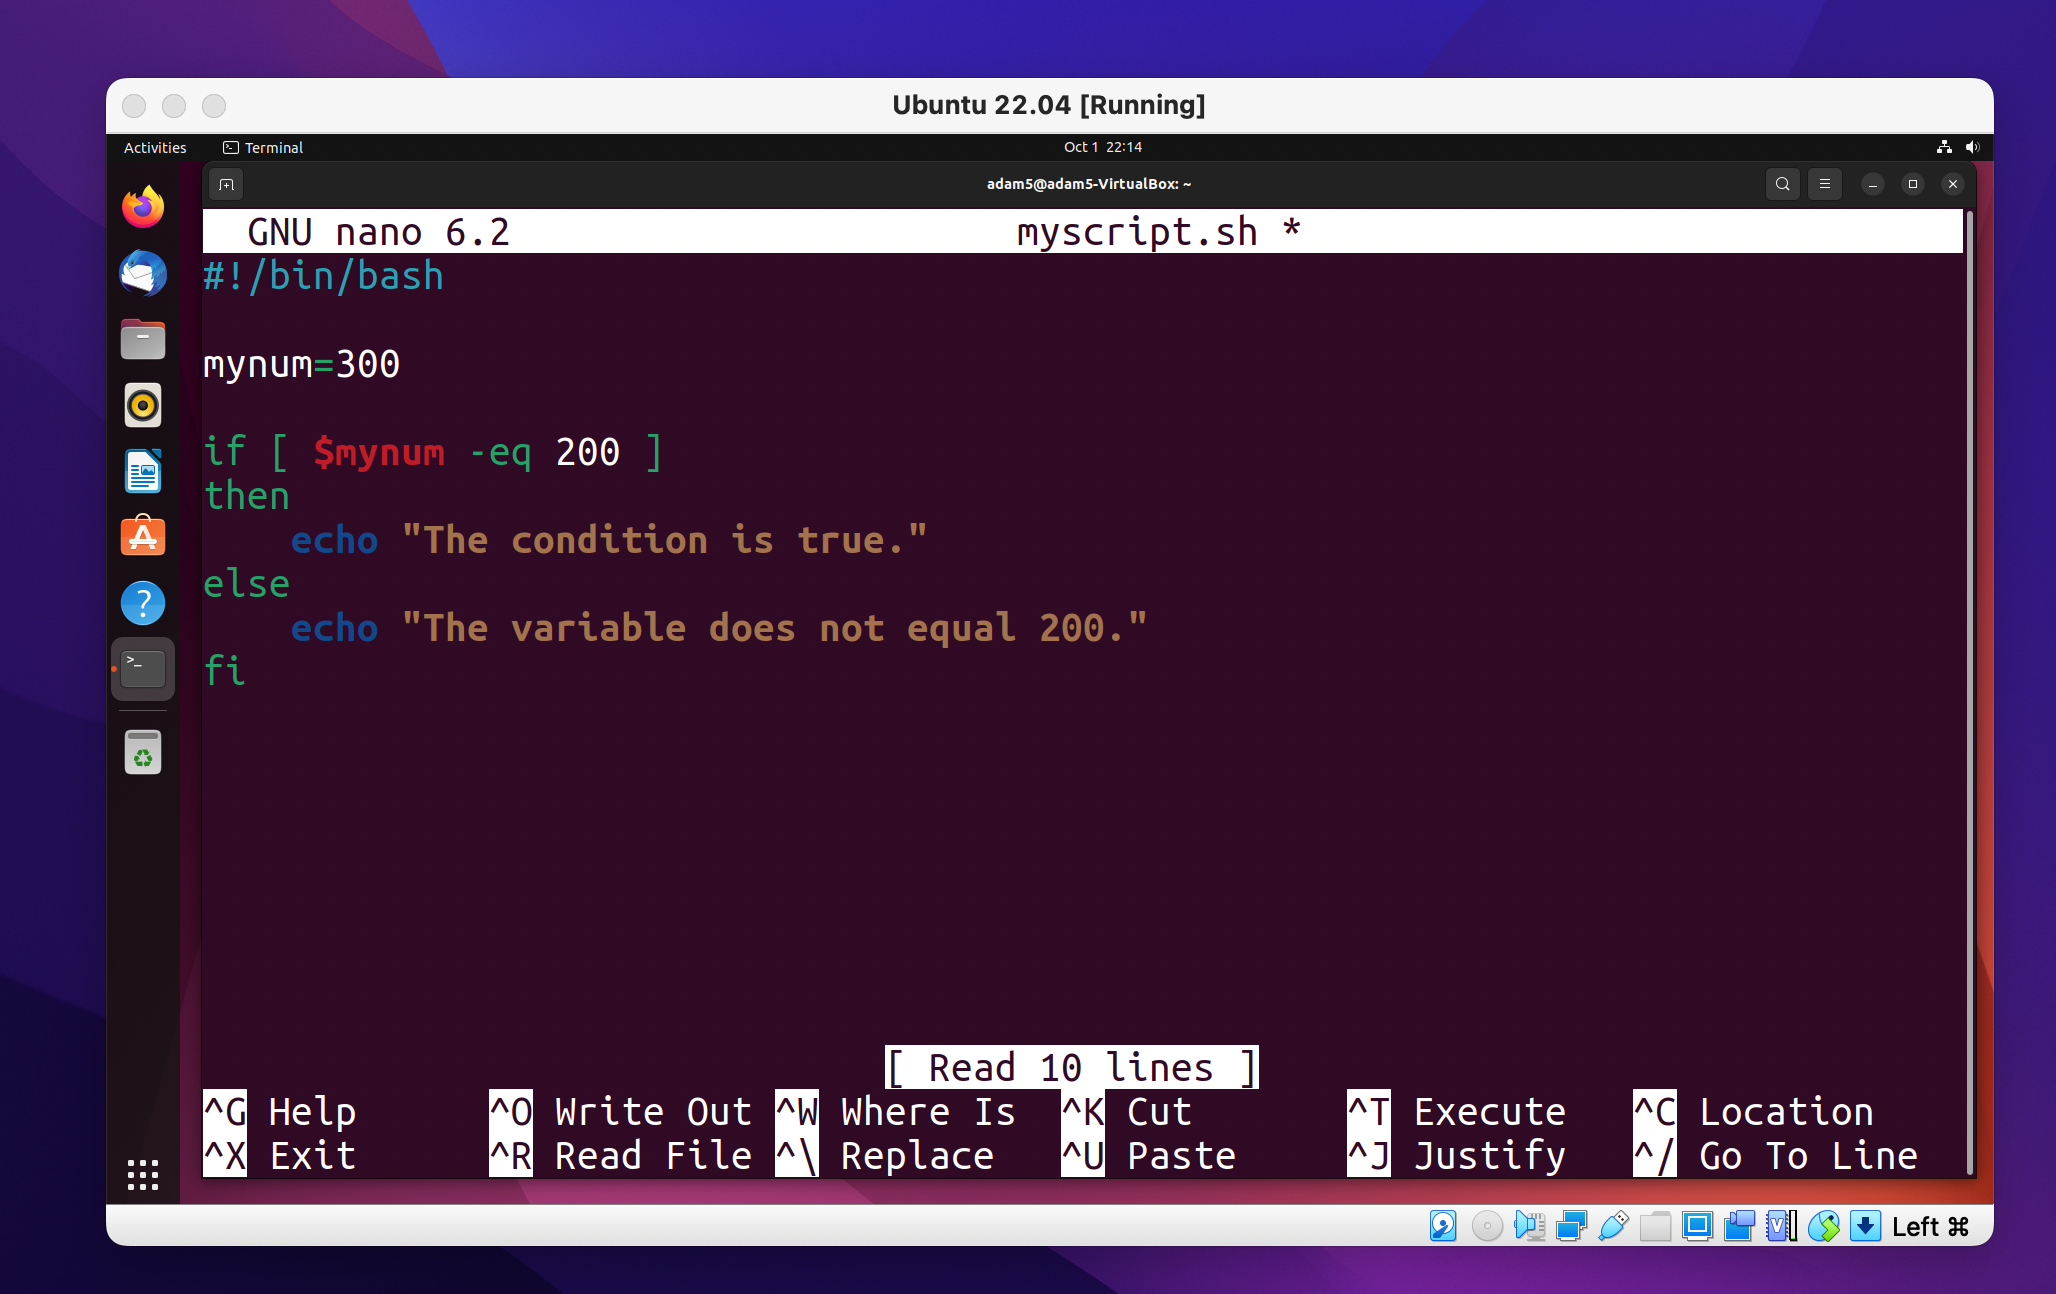 Ubuntu 22.04 [Running]
Activities Terminal Oct 1 22:14
adam5@adam5-VirtualBox: ~
GNU nano 6.2 myscript.sh *
#!/bin/bash
mynum=300
if [ $mynum -eq 200 ]
then
echo "The condition is true."
else
echo "The variable does not equal 200."
fi
[ Read 10 lines ]
^G Help ^O Write Out ^W Where Is ^K Cut ^T Execute ^C Location
^X Exit ^R Read File ^\ Replace ^U Paste ^J Justify ^/ Go To Line
Left ⌘